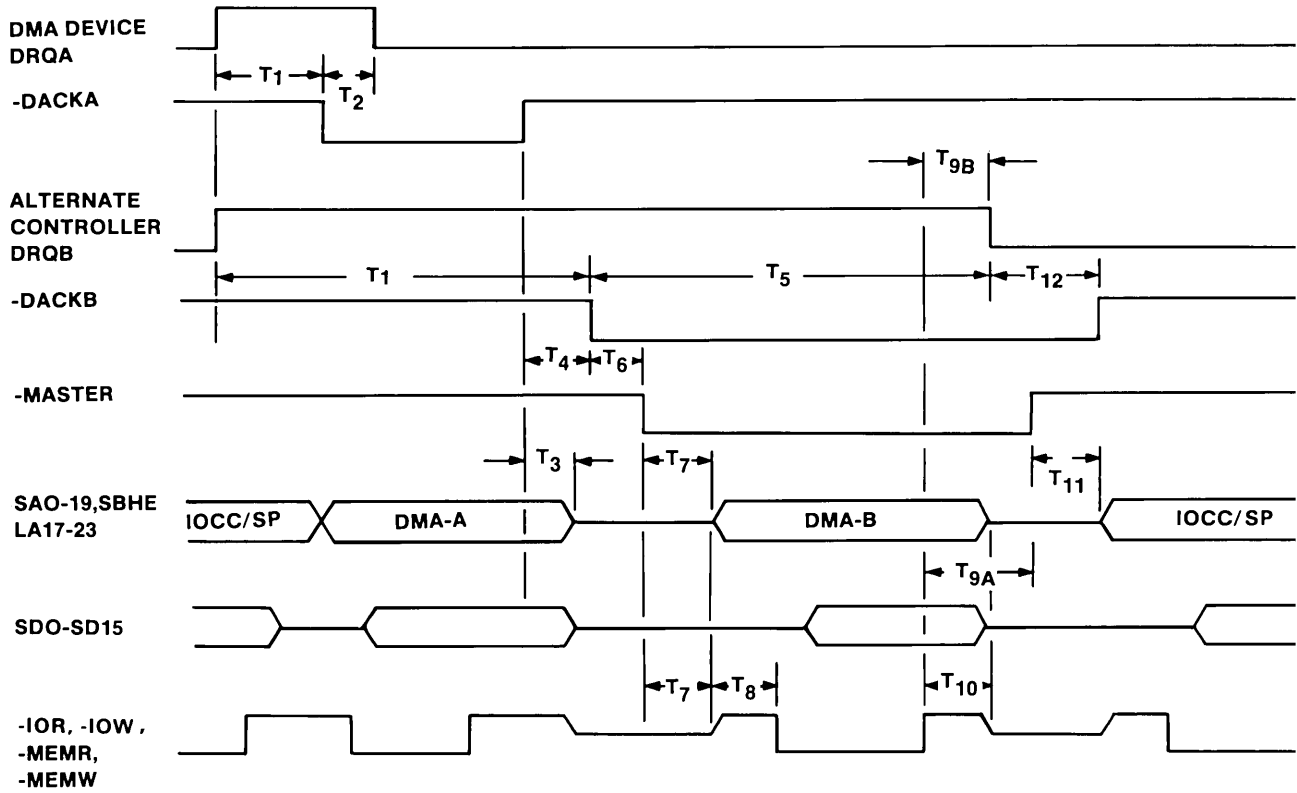 DMA DEVICE
DRQA
T1
T2
-DACKA
T9B
ALTERNATE
CONTROLLER
DRQB
T1
T5
T12
-DACKB
T4
T6
-MASTER
T3
T7
T11
SAO-19,SBHE
LA17-23
IOCC/SP
DMA-A
DMA-B
IOCC/SP
T9A
SDO-SD15
T7
T8
T10
-IOR, -IOW,
-MEMR,
-MEMW